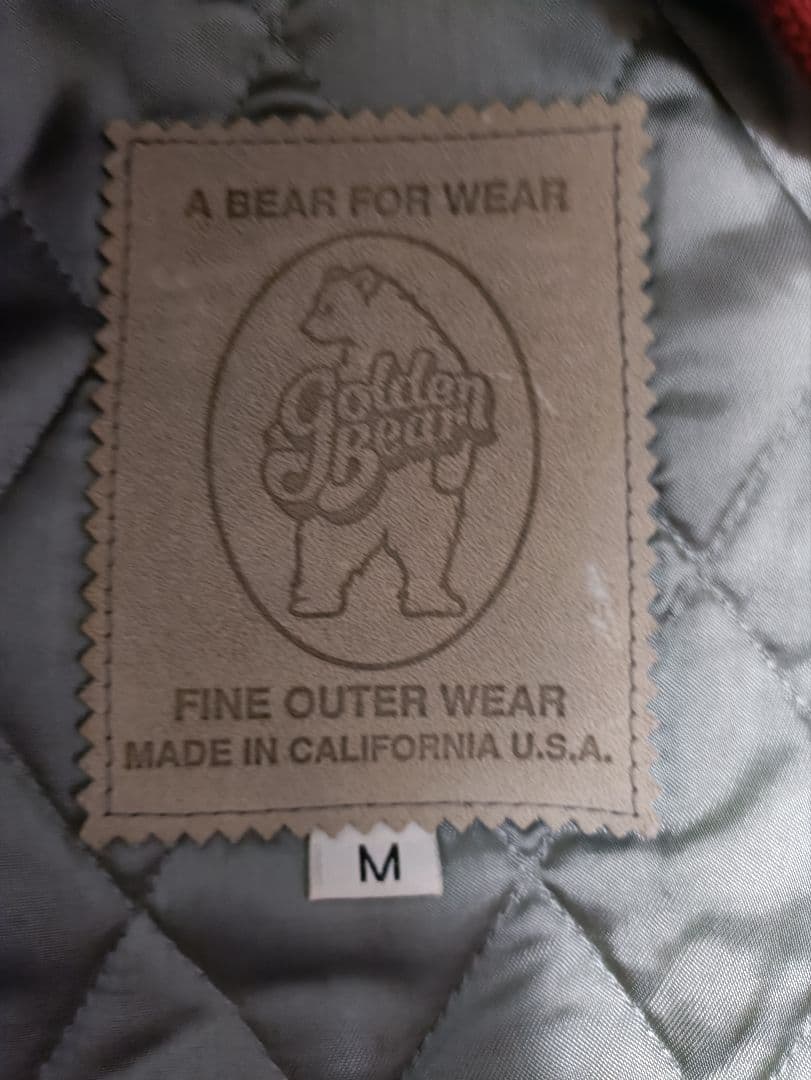 A BEAR FOR WEAR
Golden
Bear
FINE OUTER WEAR
MADE IN CALIFORNIA U.S.A.
M